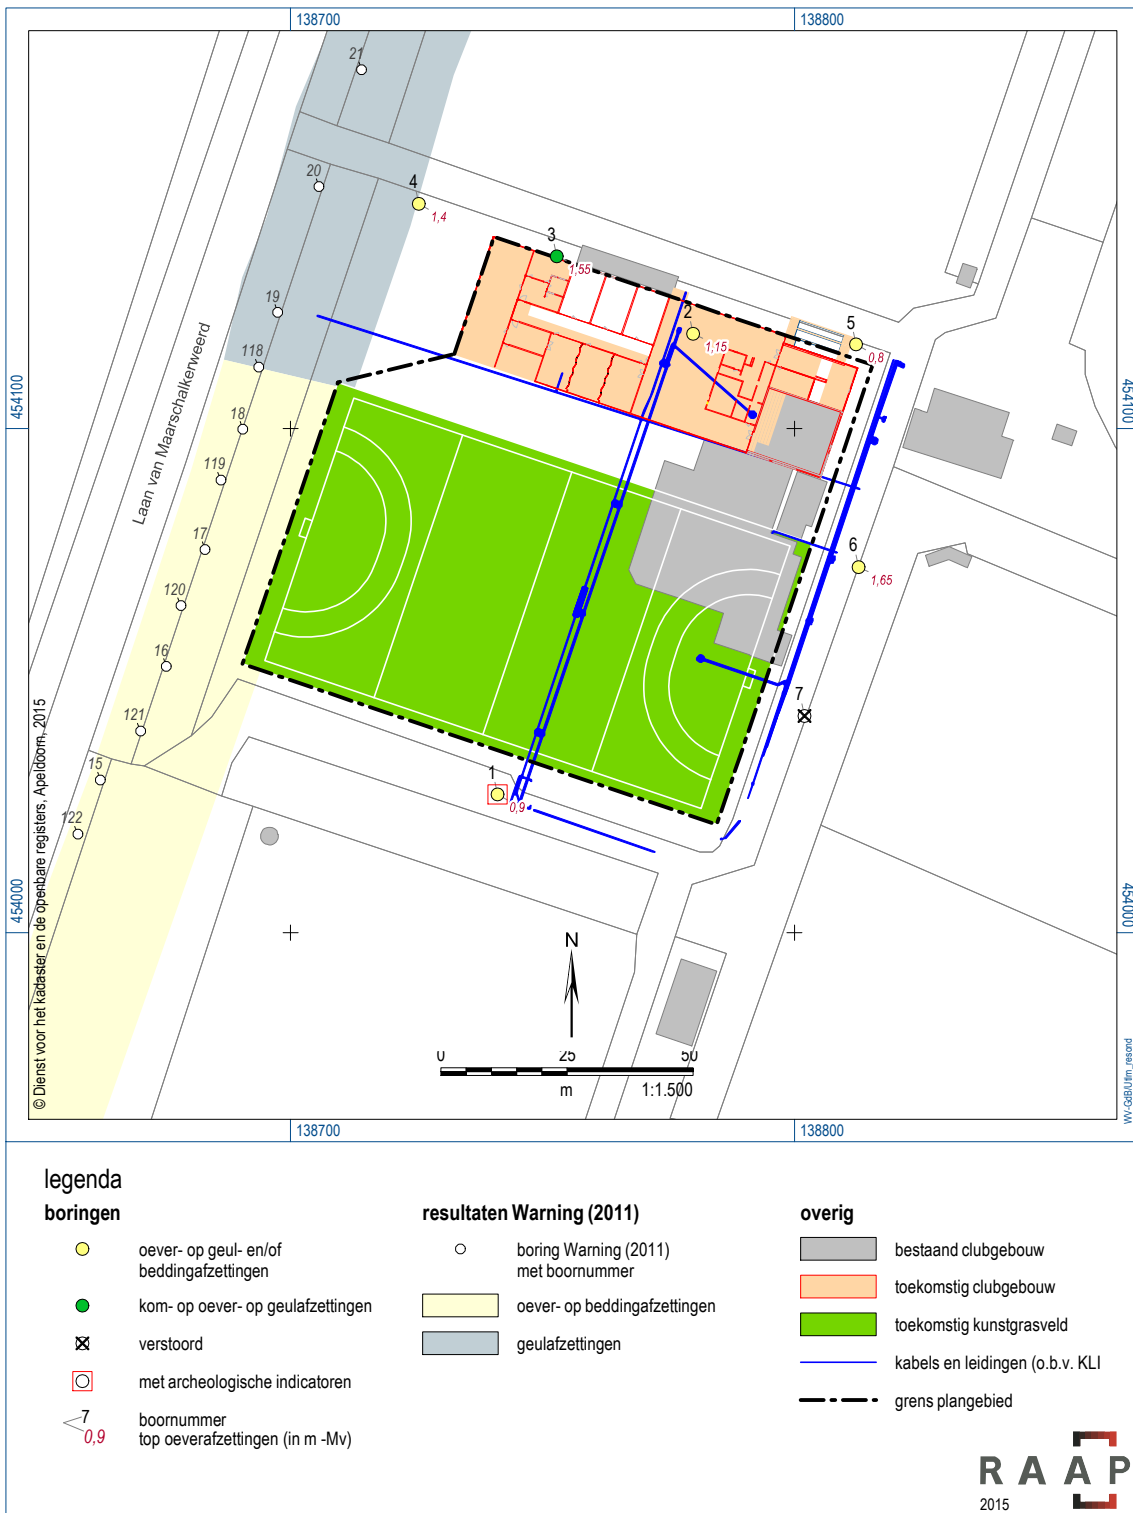 138700
138800
21
20
4
1,4
3
1,55
19
2
1,15
5
0,8
118
454100
454100
18
Laan van Maarschalkerweerd
119
17
6
1,65
120
16
7
121
15
1
0,9
122
© Dienst voor het kadaster en de openbare registers, Apeldoorn, 2015
454000
454000
N
0 25 50
m 1:1.500
138700
138800
legenda
boringen
oever- op geul- en/of
beddingafzettingen
kom- op oever- op geulafzettingen
verstoord
met archeologische indicatoren
7 boornummer
0,9 top oeverafzettingen (in m -Mv)
resultaten Warning (2011)
boring Warning (2011)
met boornummer
oever- op beddingafzettingen
geulafzettingen
overig
bestaand clubgebouw
toekomstig clubgebouw
toekomstig kunstgrasveld
kabels en leidingen (o.b.v. KLI
grens plangebied
RAAP
2015